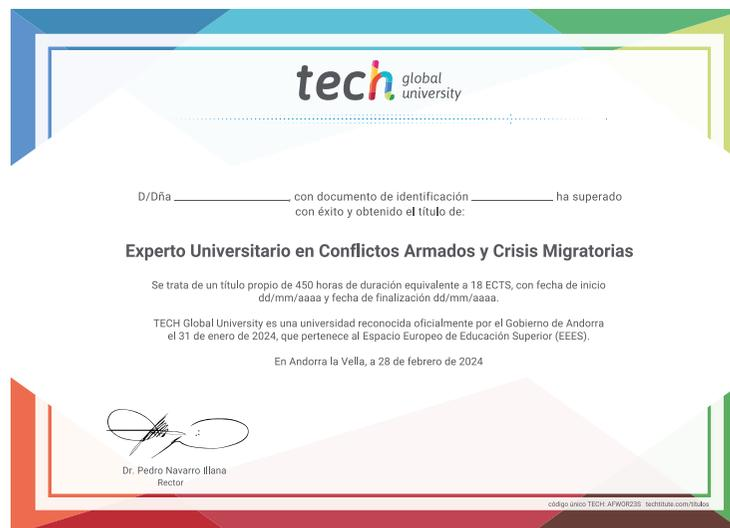 tech global
university
D/Dña ____________________, con documento de identificación ______________ ha superado
con éxito y obtenido el título de:
Experto Universitario en Conflictos Armados y Crisis Migratorias
Se trata de un título propio de 450 horas de duración equivalente a 18 ECTS, con fecha de inicio
dd/mm/aaaa y fecha de finalización dd/mm/aaaa.
TECH Global University es una universidad reconocida oficialmente por el Gobierno de Andorra
el 31 de enero de 2024, que pertenece al Espacio Europeo de Educación Superior (EEES).
En Andorra la Vella, a 28 de febrero de 2024
Dr. Pedro Navarro Illana
Rector
código único TECH: AFWOR23S techtitute.com/titulos